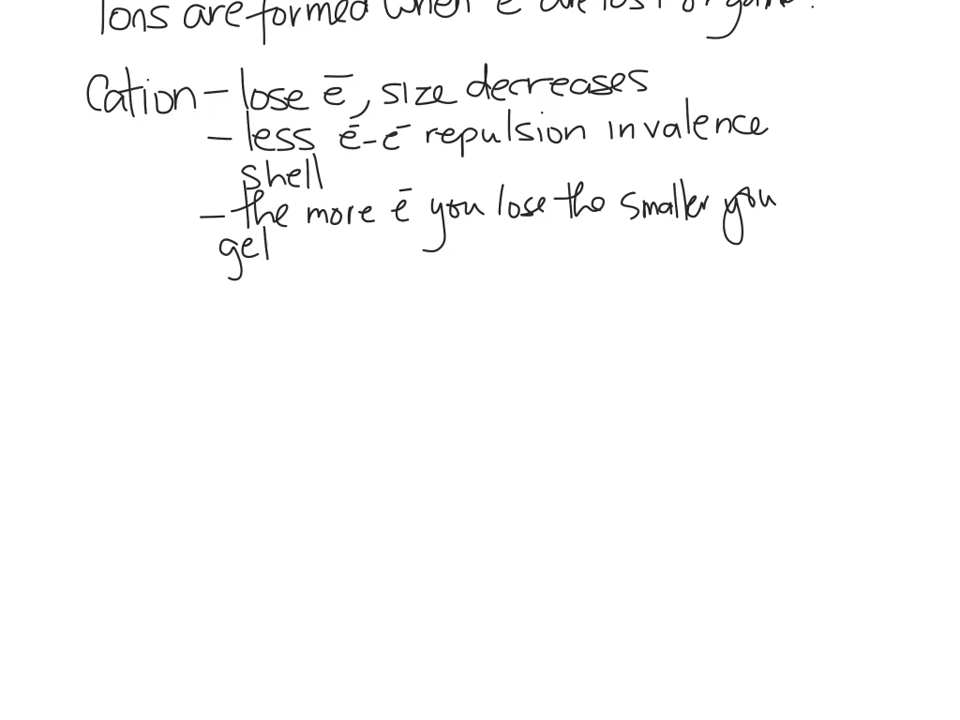 Ions are formed when ē are lost or gained.
Cation – lose ē, size decreases
– less ē-ē repulsion in valence
shell
– the more ē you lose the smaller you
gel